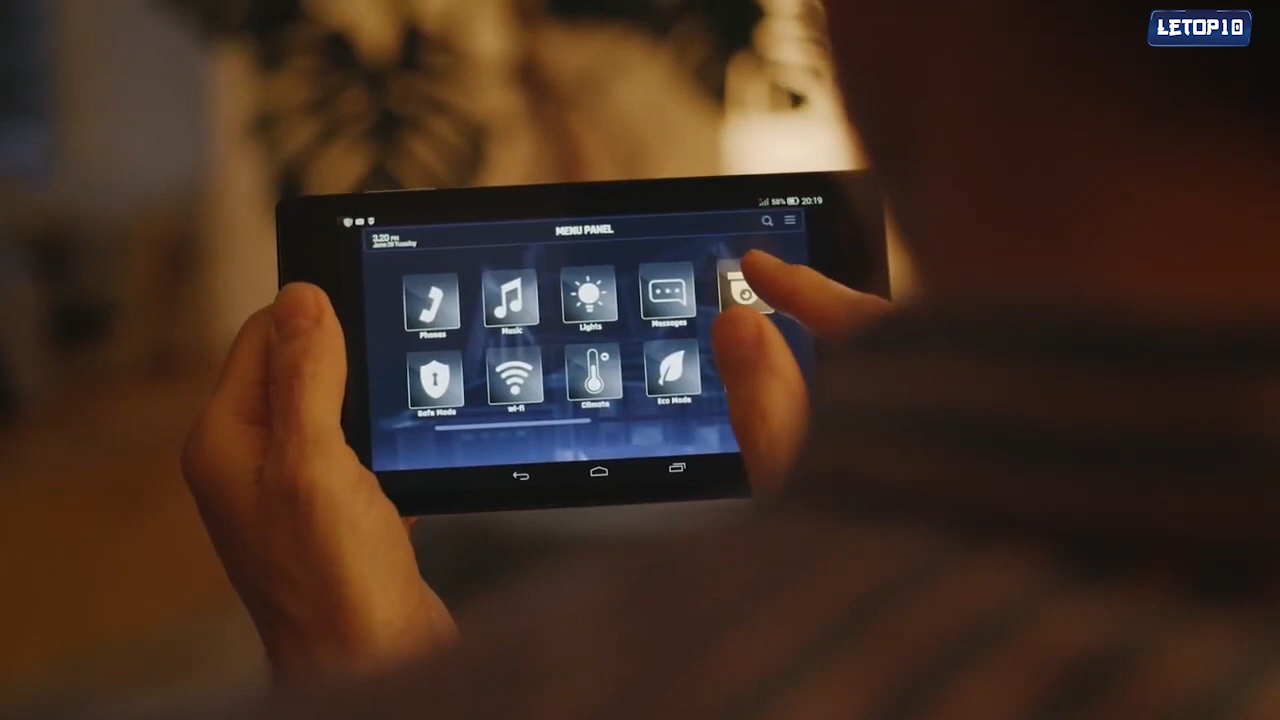 LETOP10
58% 20:19
3.20 PM
MENU PANEL
Phones
Music
Lights
Messages
Safe Mode
Wi-fi
Climate
Eco Mode